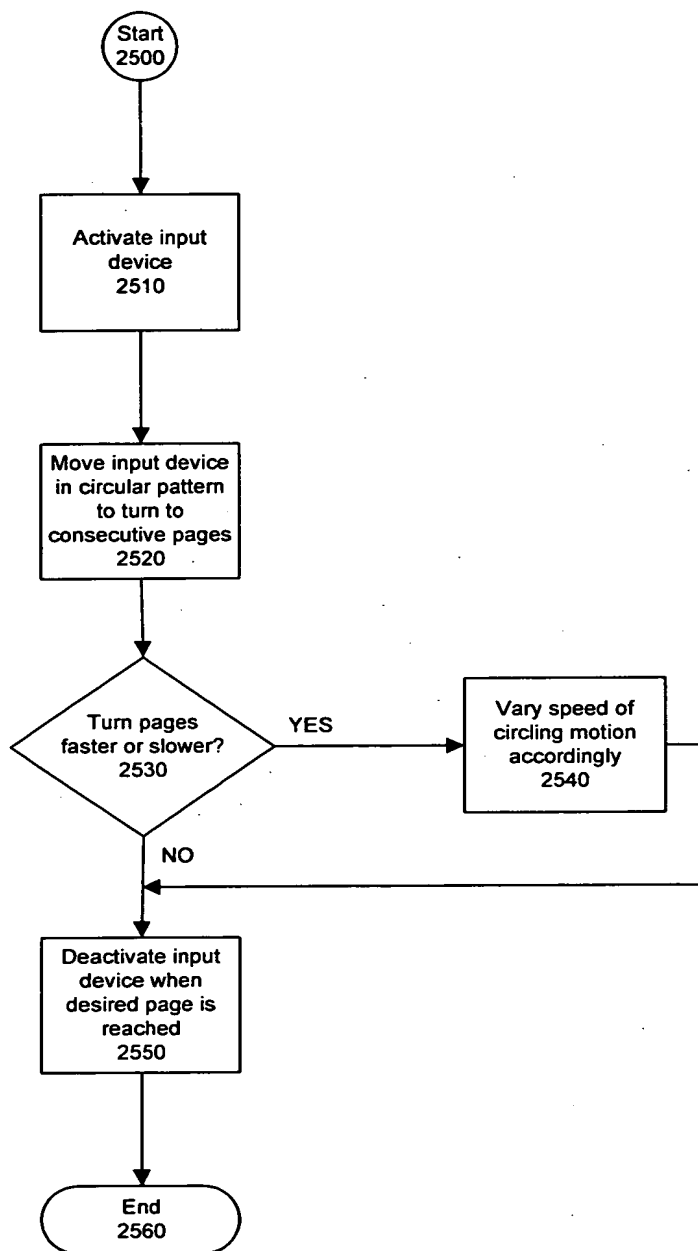 Start
2500
Activate input
device
2510
Move input device
in circular pattern
to turn to
consecutive pages
2520
Turn pages
faster or slower?
2530
YES
Vary speed of
circling motion
accordingly
2540
NO
Deactivate input
device when
desired page is
reached
2550
End
2560